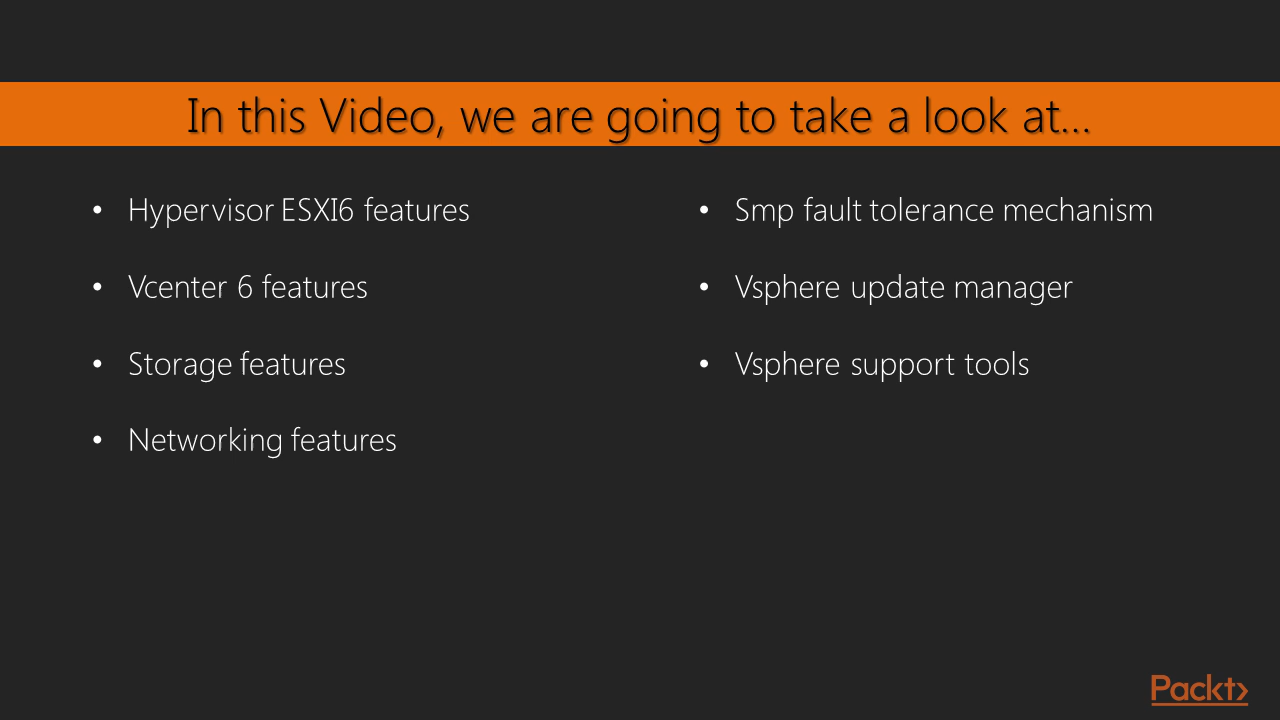 In this Video, we are going to take a look at...
• Hypervisor ESXI6 features
• Vcenter 6 features
• Storage features
• Networking features
• Smp fault tolerance mechanism
• Vsphere update manager
• Vsphere support tools
Packt>